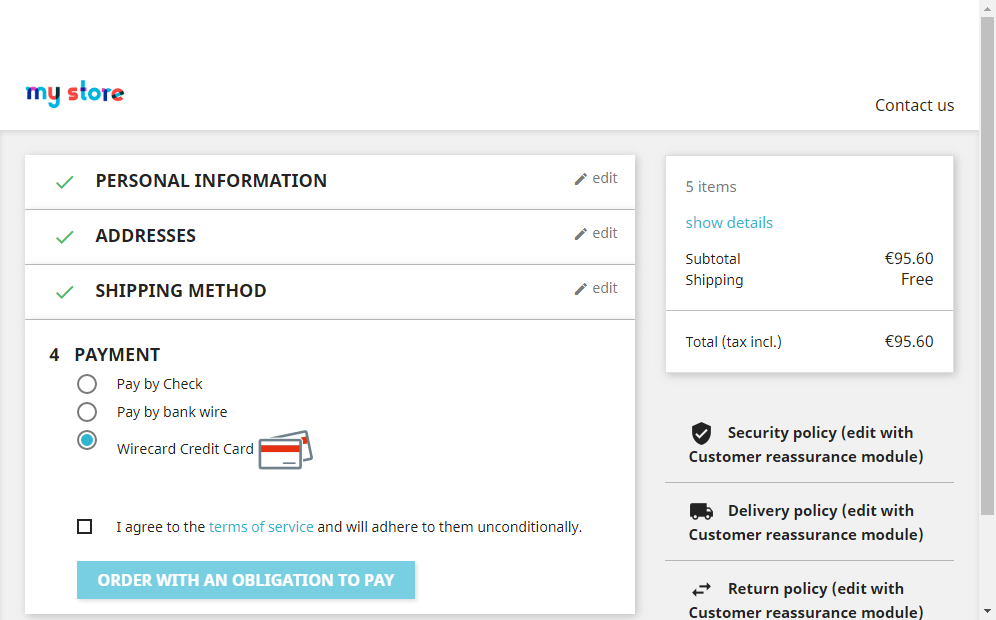 my store
Contact us
PERSONAL INFORMATION
edit
ADDRESSES
edit
SHIPPING METHOD
edit
4 PAYMENT
Pay by Check
Pay by bank wire
Wirecard Credit Card
I agree to the terms of service and will adhere to them unconditionally.
ORDER WITH AN OBLIGATION TO PAY
5 items
show details
Subtotal €95.60
Shipping Free
Total (tax incl.) €95.60
Security policy (edit with
Customer reassurance module)
Delivery policy (edit with
Customer reassurance module)
Return policy (edit with
Customer reassurance module)